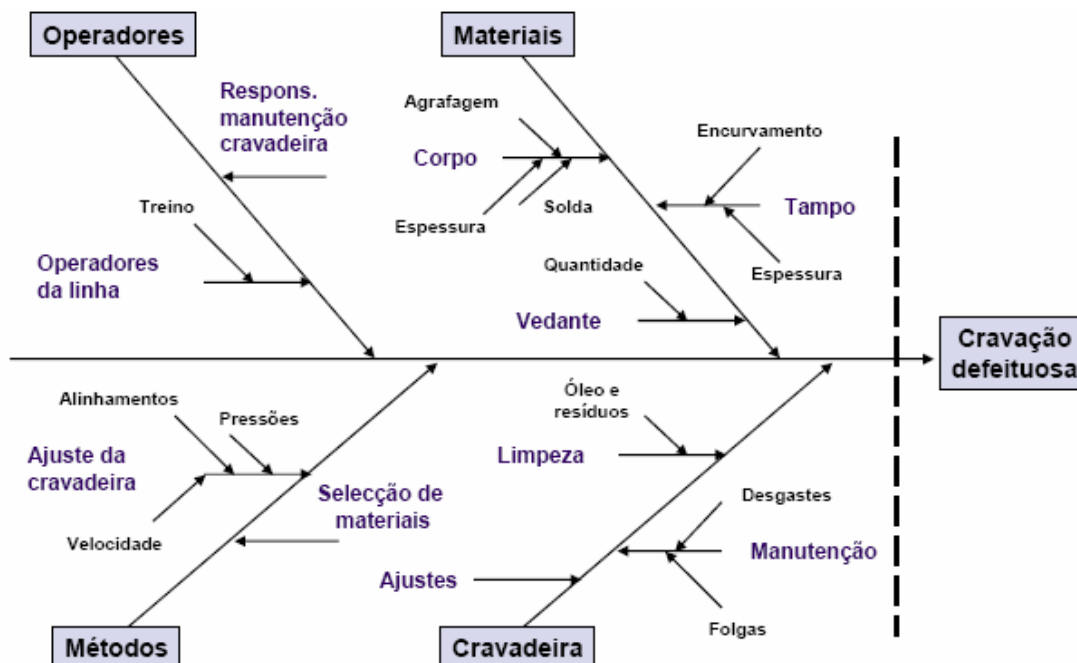 Operadores
Materiais
Respons.
manutenção
cravadeira
Agrafagem
Encurvamento
Corpo
Treino
Espessura
Solda
Tampo
Operadores
da linha
Quantidade
Espessura
Vedante
Cravação
defeituosa
Alinhamentos
Pressões
Óleo e
resíduos
Ajuste da
cravadeira
Limpeza
Selecção de
materiais
Desgastes
Velocidade
Manutenção
Ajustes
Folgas
Métodos
Cravadeira